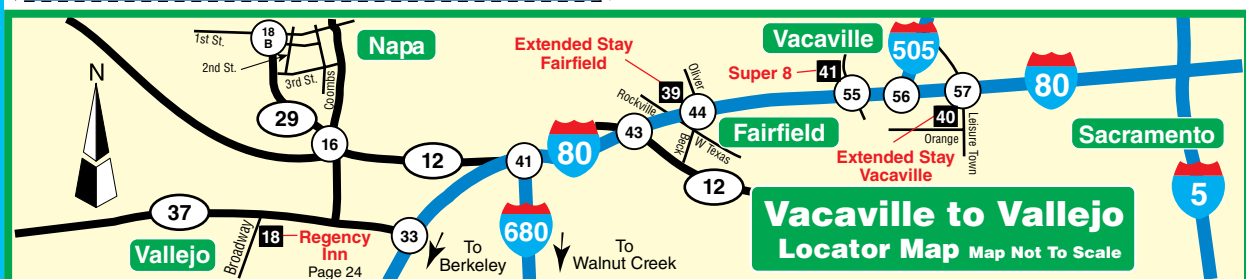 1st St.
18
B
Napa
2nd St.
3rd St.
Coombs
N
29
16
12
37
Vallejo
Broadway
18
Regency
Inn
Page 24
33
To
Berkeley
41
80
680
To
Walnut Creek
Extended Stay
Fairfield
39
Oliver
Rockville
44
43
Beck
W Texas
Fairfield
12
Vacaville
Super 8
41
55
505
56
57
80
40
Orange
Leisure Town
Extended Stay
Vacaville
Sacramento
5
Vacaville to Vallejo
Locator Map Map Not To Scale